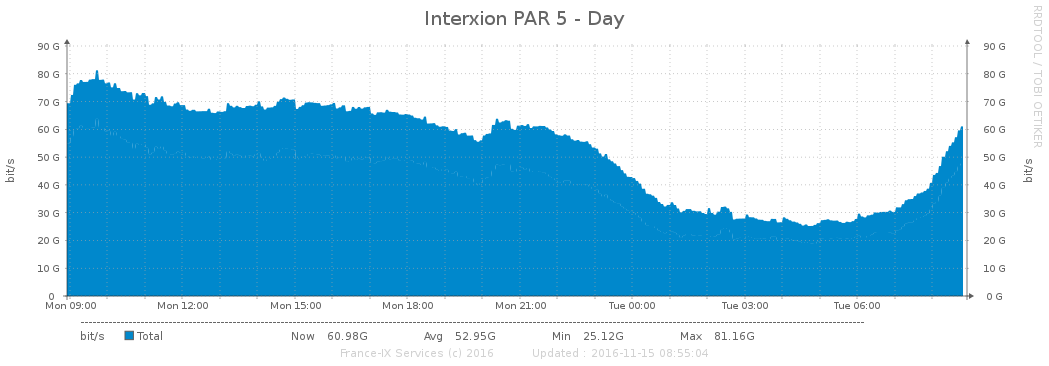 Interxion PAR 5 - Day
RRDTOOL / TOBI OETIKER
90 G 90 G
80 G 80 G
70 G 70 G
60 G 60 G
50 G 50 G
40 G 40 G
30 G 30 G
20 G 20 G
10 G 10 G
0 0 G
bit/s
bit/s
Mon 09:00 Mon 12:00 Mon 15:00 Mon 18:00 Mon 21:00 Tue 00:00 Tue 03:00 Tue 06:00
bit/s Total Now 60.98G Avg 52.95G Min 25.12G Max 81.16G
France-IX Services (c) 2016 Updated : 2016-11-15 08:55:04